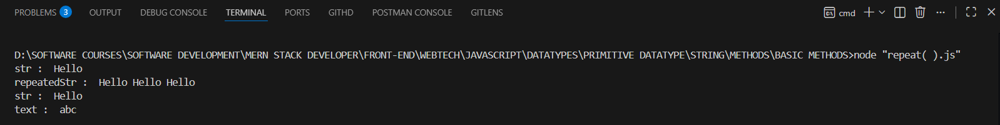 PROBLEMS 3 OUTPUT DEBUG CONSOLE TERMINAL PORTS GITHD POSTMAN CONSOLE GITLENS cmd
D:\SOFTWARE COURSES\SOFTWARE DEVELOPMENT\MERN STACK DEVELOPER\FRONT-END\WEBTECH\JAVASCRIPT\DATATYPES\PRIMITIVE DATATYPE\STRING\METHODS\BASIC METHODS>node "repeat( ).js"
str :  Hello
repeatedStr :  Hello Hello Hello
str :  Hello
text :  abc